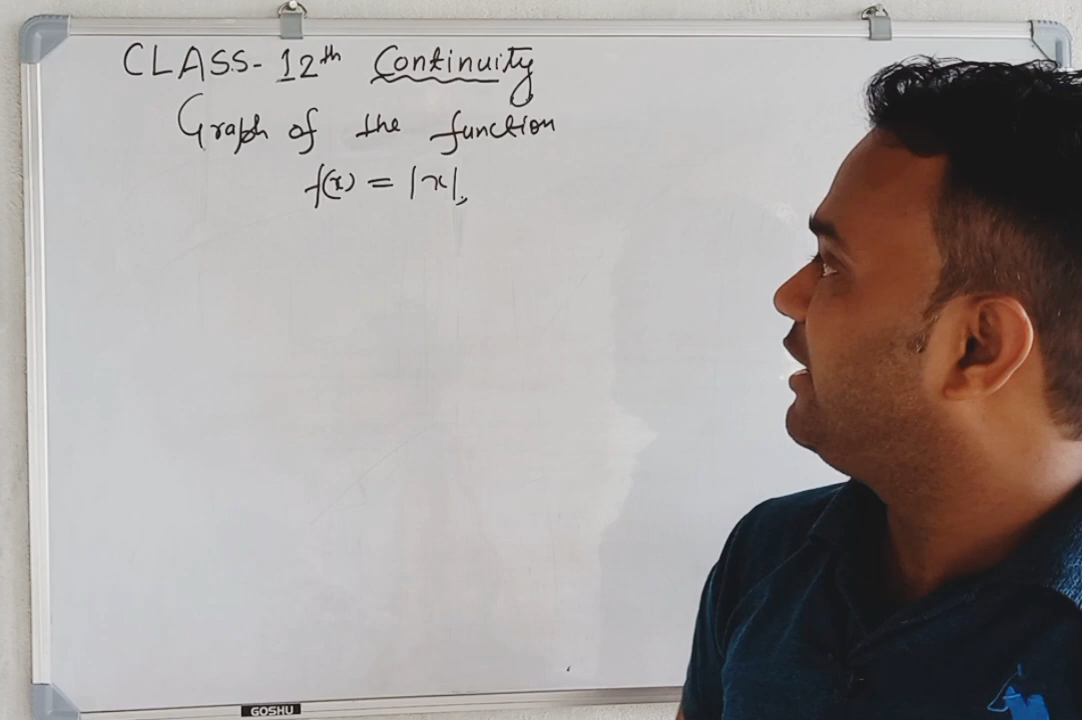 CLASS- 12th Continuity
Graph of the function
f(x) = |x|,
GOSHU